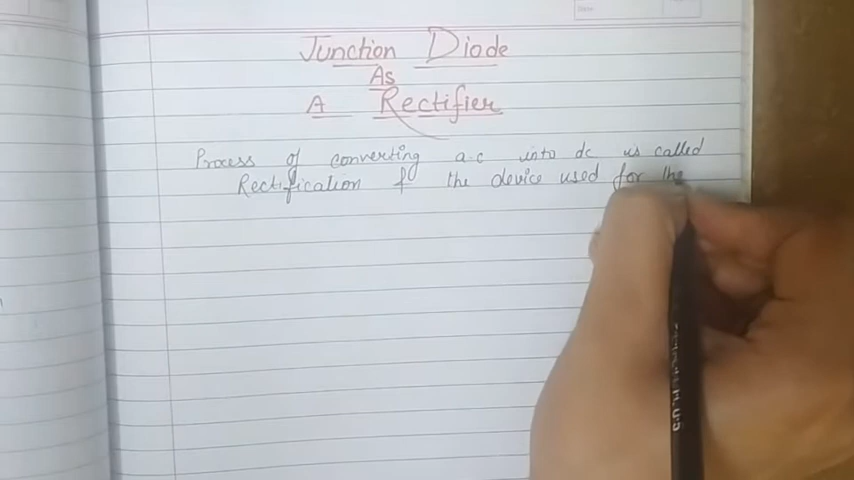 Junction Diode
As
A Rectifier
Process of converting a.c into dc is called
Rectification & the device used for the